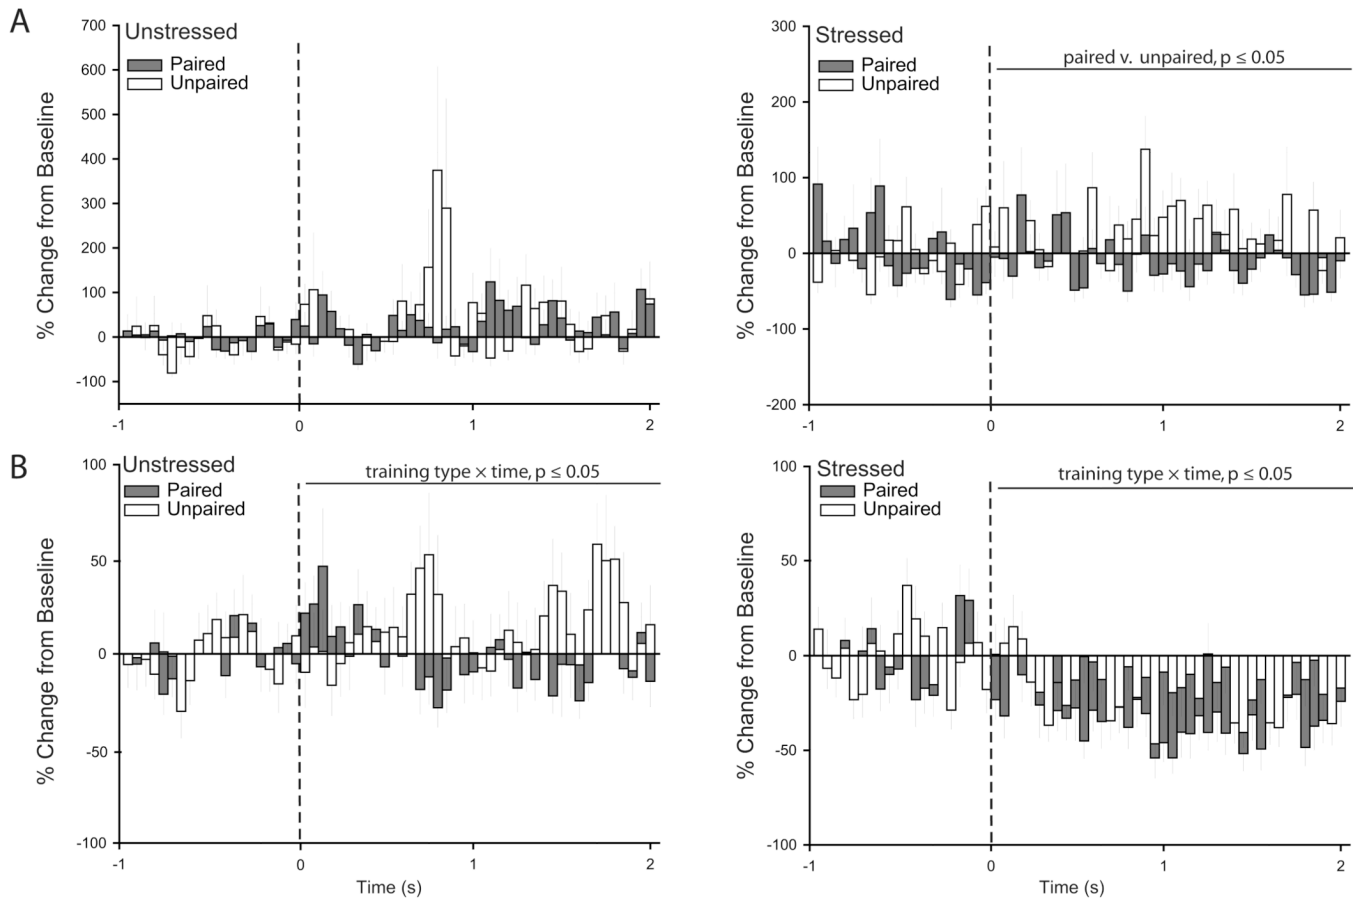 A
Unstressed
Paired
Unpaired
% Change from Baseline
700
600
500
400
300
200
100
0
-100
-1
0
1
2
Stressed
Paired
Unpaired
paired v. unpaired, p ≤ 0.05
% Change from Baseline
300
200
100
0
-100
-200
-1
0
1
2
B
Unstressed
Paired
Unpaired
training type × time, p ≤ 0.05
% Change from Baseline
100
50
0
-50
-100
-1
0
1
2
Time (s)
Stressed
Paired
Unpaired
training type × time, p ≤ 0.05
% Change from Baseline
100
50
0
-50
-100
-1
0
1
2
Time (s)